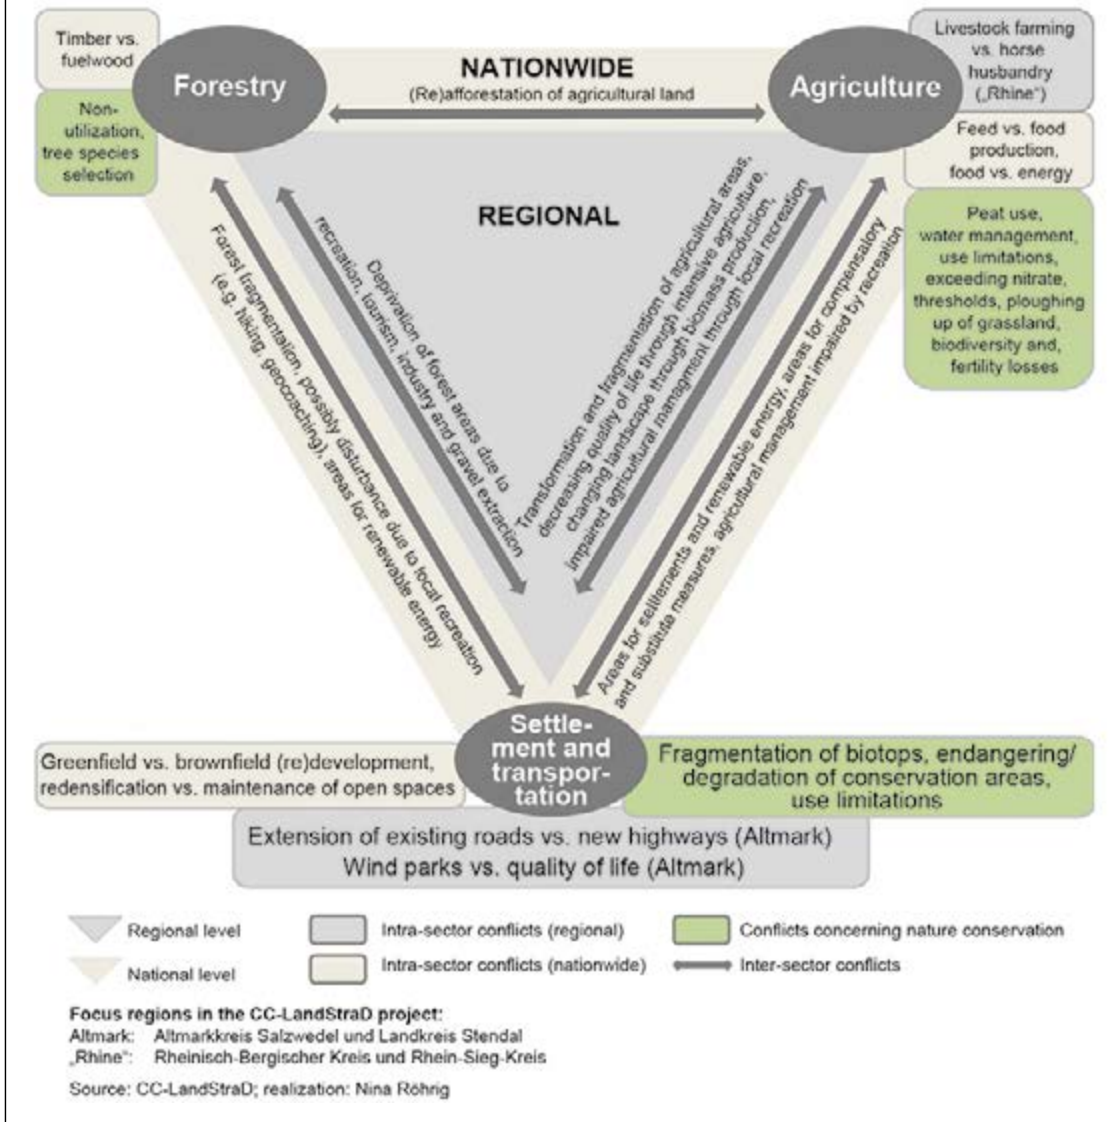 Timber vs.
fuelwood
Non-
utilization,
tree species
selection
Forestry
NATIONWIDE
(Re)afforestation of agricultural land
Agriculture
Livestock farming
vs. horse
husbandry
(„Rhine")
Feed vs. food
production,
food vs. energy
Peat use,
water management,
use limitations,
exceeding nitrate,
thresholds, ploughing
up of grassland,
biodiversity and,
fertility losses
REGIONAL
Forest fragmentation, possibly disturbance due to local recreation
(e.g. hiking, geocoaching), areas for renewable energy
Deprivation of forest areas due to
recreation, tourism, industry and gravel extraction
Transformation and fragmentation of agricultural areas,
decreasing quality of life through intensive agriculture,
changing landscape through biomass production,
impaired agricultural managment through local recreation
Areas for setlements and renewable energy, areas for compensatory
and substitute measures, agricultural management impaired by recreation
Settle-
ment and
transpor-
tation
Greenfield vs. brownfield (re)development,
redensification vs. maintenance of open spaces
Fragmentation of biotops, endangering/
degradation of conservation areas,
use limitations
Extension of existing roads vs. new highways (Altmark)
Wind parks vs. quality of life (Altmark)
Regional level
Intra-sector conflicts (regional)
Conflicts concerning nature conservation
National level
Intra-sector conflicts (nationwide)
Inter-sector conflicts
Focus regions in the CC-LandStraD project:
Altmark: Altmarkkreis Salzwedel und Landkreis Stendal
„Rhine": Rheinisch-Bergischer Kreis und Rhein-Sieg-Kreis
Source: CC-LandStraD; realization: Nina Röhrig